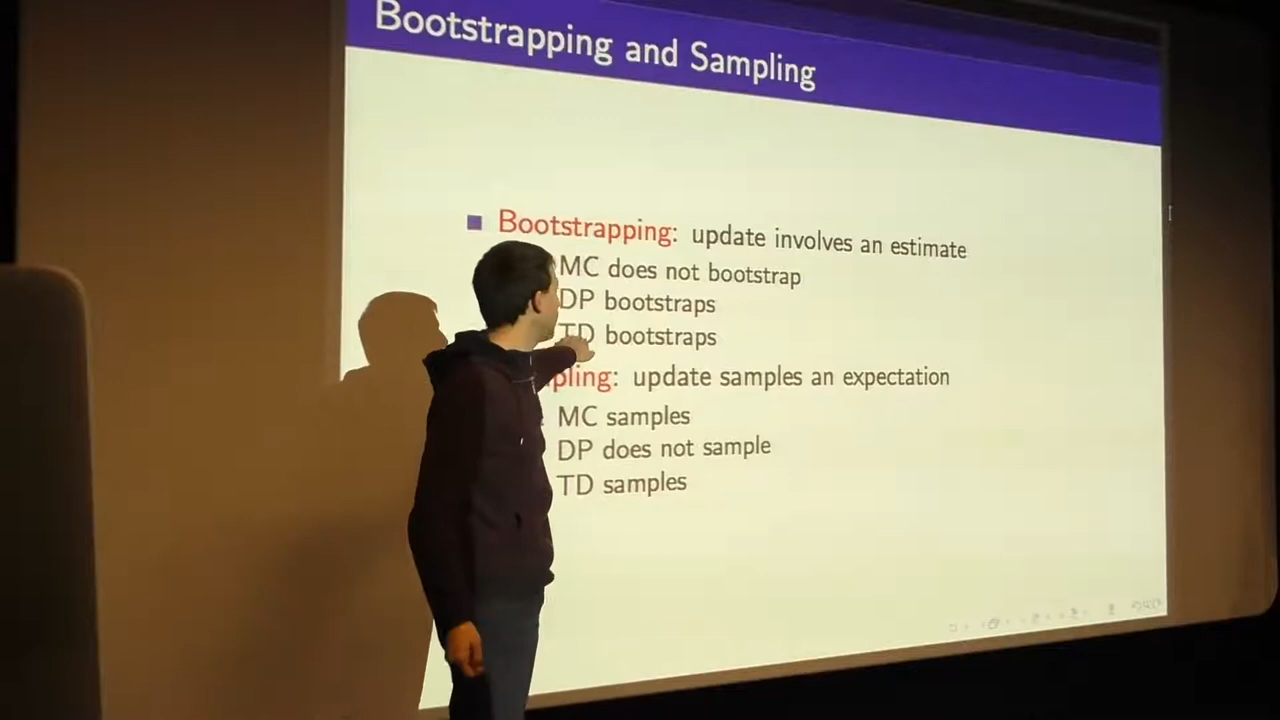 Bootstrapping and Sampling
Bootstrapping: update involves an estimate
MC does not bootstrap
DP bootstraps
TD bootstraps
pling: update samples an expectation
MC samples
DP does not sample
TD samples